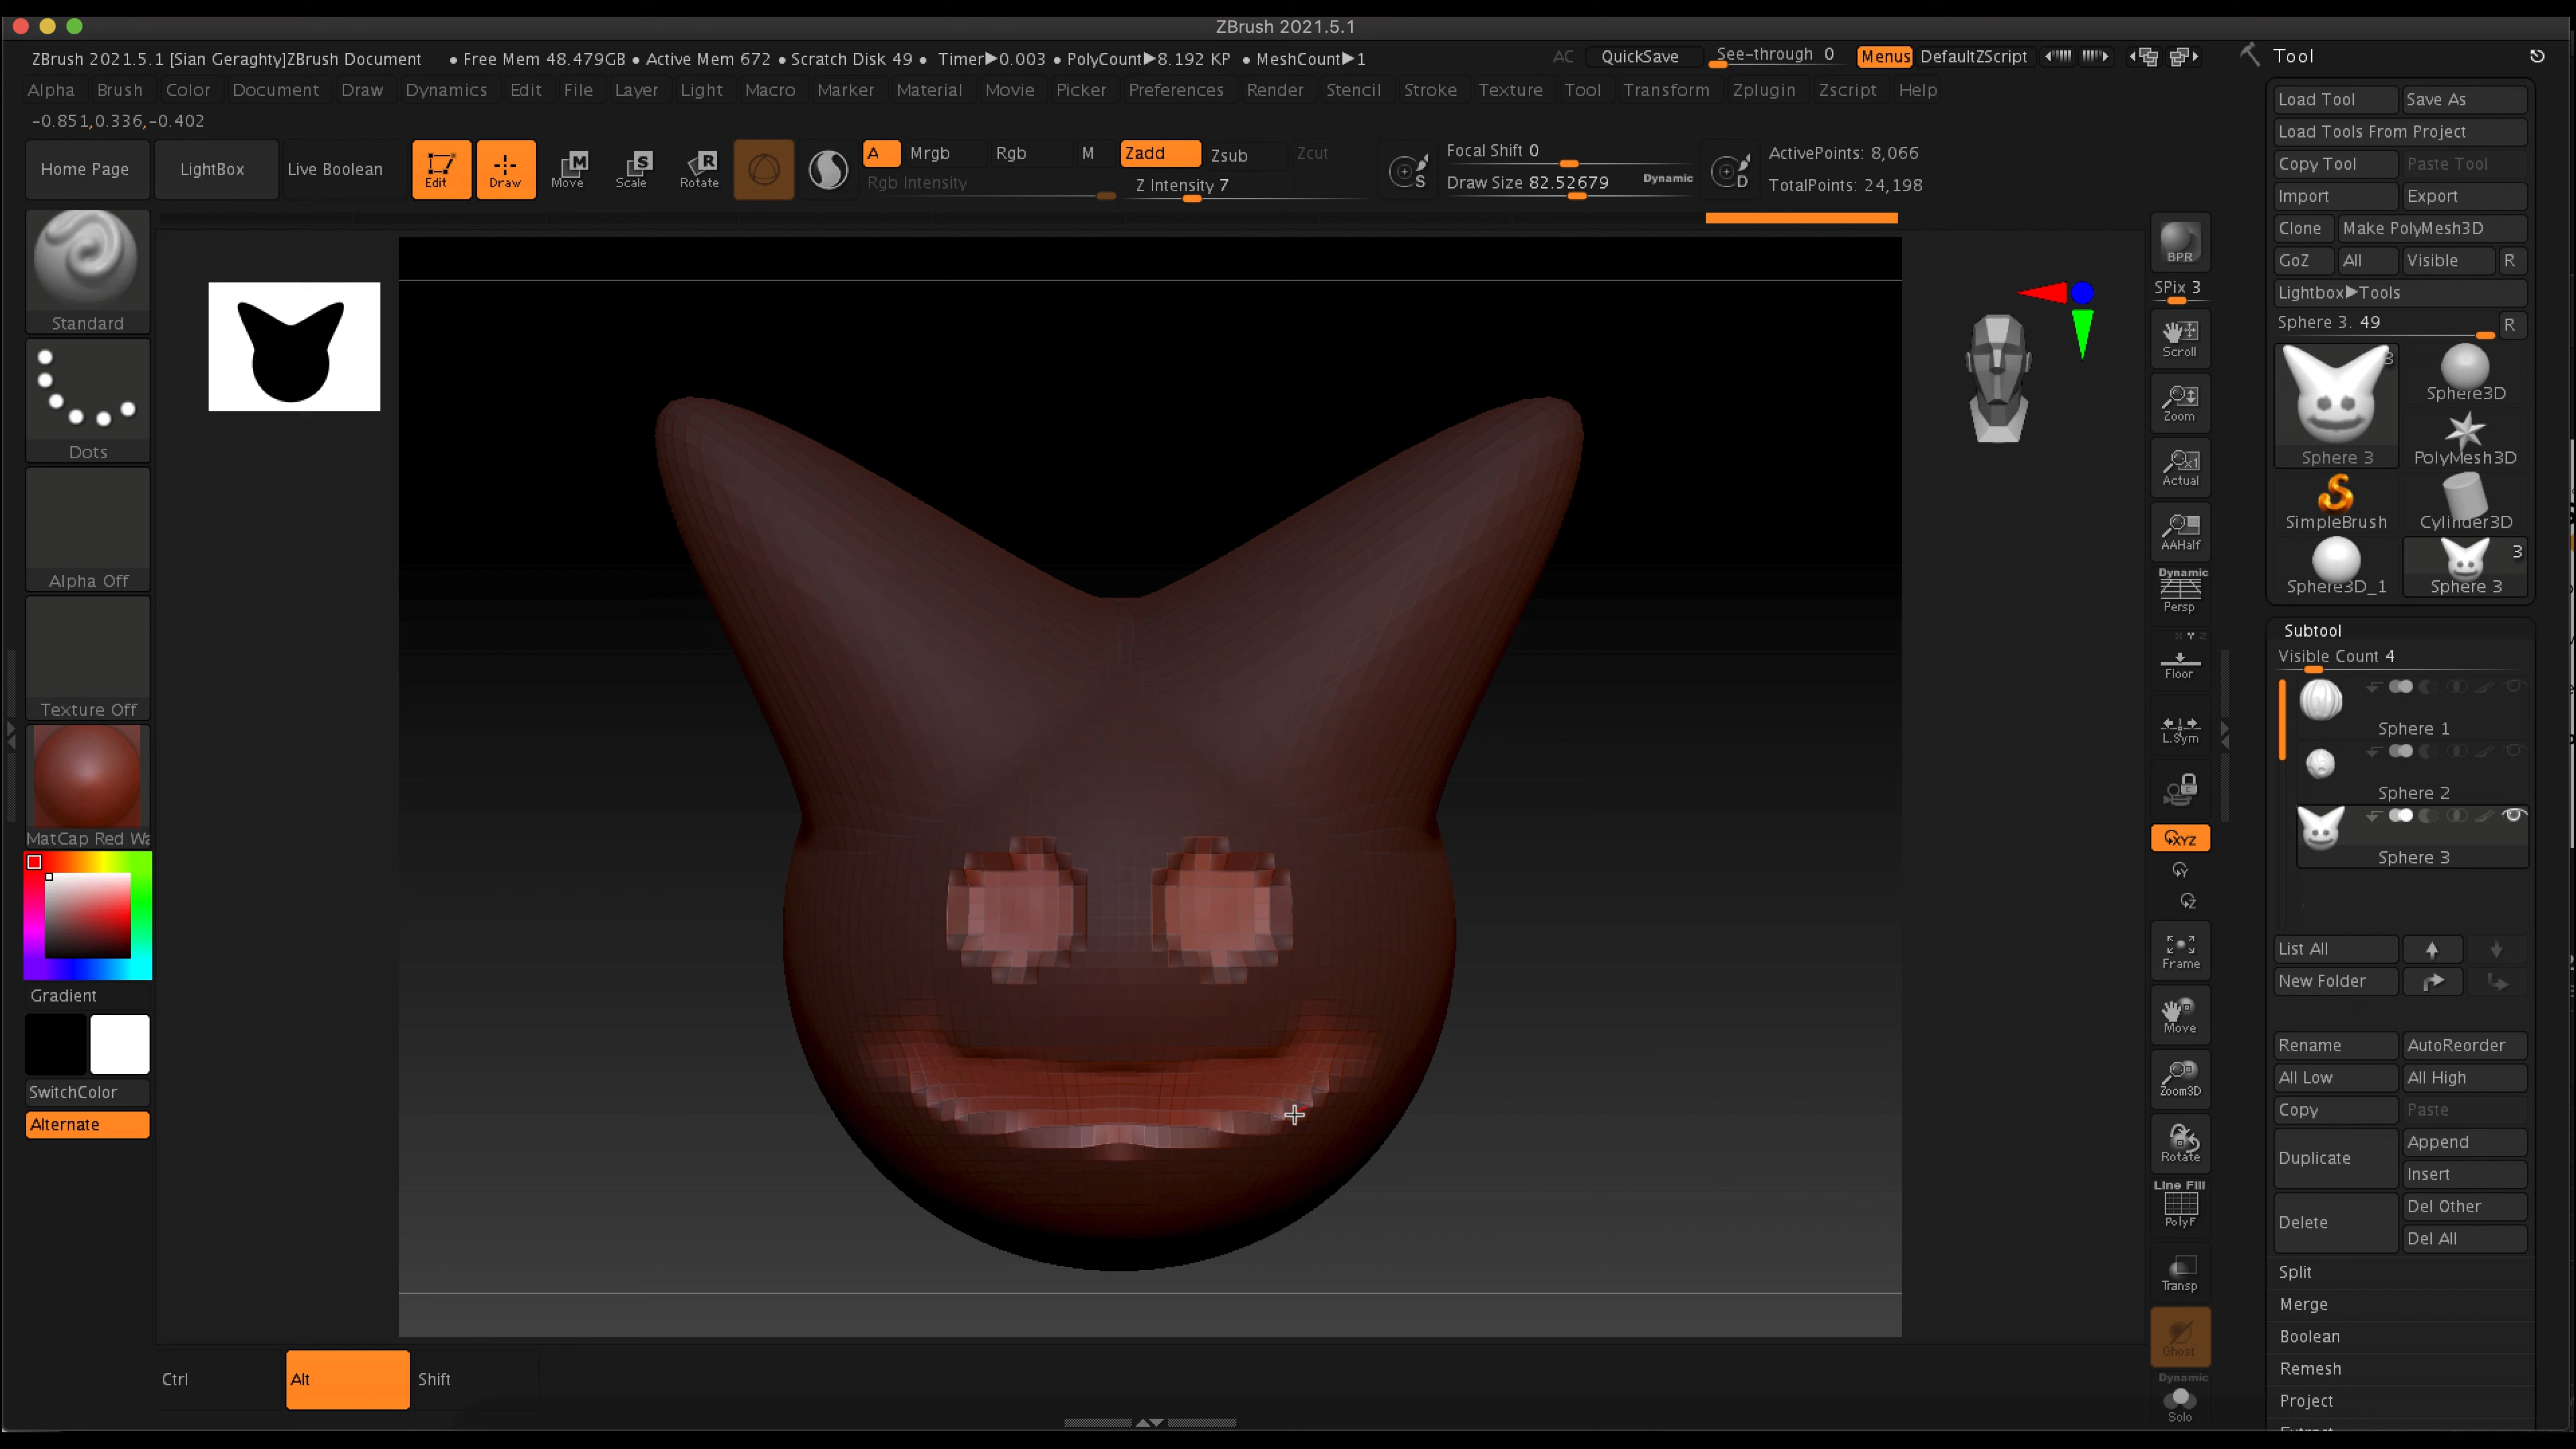 ZBrush 2021.5.1
ZBrush 2021.5.1 [Sian Geraghty]ZBrush Document • Free Mem 48.479GB • Active Mem 672 • Scratch Disk 49 • Timer▶0.003 • PolyCount▶8.192 KP • MeshCount▶1
AC QuickSave See-through 0 Menus DefaultZScript
Alpha Brush Color Document Draw Dynamics Edit File Layer Light Macro Marker Material Movie Picker Preferences Render Stencil Stroke Texture Tool Transform Zplugin Zscript Help
-0.851,0.336,-0.402
Home Page LightBox Live Boolean Edit Draw Move Scale Rotate
A Mrgb Rgb M Zadd Zsub Zcut
Rgb Intensity Z Intensity 7
Focal Shift 0
Draw Size 82.52679 Dynamic
S
D
ActivePoints: 8,066
TotalPoints: 24,198
Standard
Dots
Alpha Off
Texture Off
MatCap Red Wa
Gradient
SwitchColor
Alternate
Ctrl Alt Shift
BPR
SPix 3
Scroll
Zoom
Actual
AAHalf
Dynamic
Persp
Floor
L.Sym
XYZ
Y
Z
Frame
Move
Zoom3D
Rotate
Line Fill
PolyF
Transp
Ghost
Dynamic
Solo
Tool
Load Tool Save As
Load Tools From Project
Copy Tool Paste Tool
Import Export
Clone Make PolyMesh3D
GoZ All Visible R
Lightbox▶Tools
Sphere 3. 49 R
3
Sphere 3 Sphere3D
PolyMesh3D
SimpleBrush Cylinder3D
3
Sphere3D_1 Sphere 3
Subtool
Visible Count 4
Sphere 1
Sphere 2
Sphere 3
List All
New Folder
Rename AutoReorder
All Low All High
Copy Paste
Duplicate Append
Insert
Delete Del Other
Del All
Split
Merge
Boolean
Remesh
Project